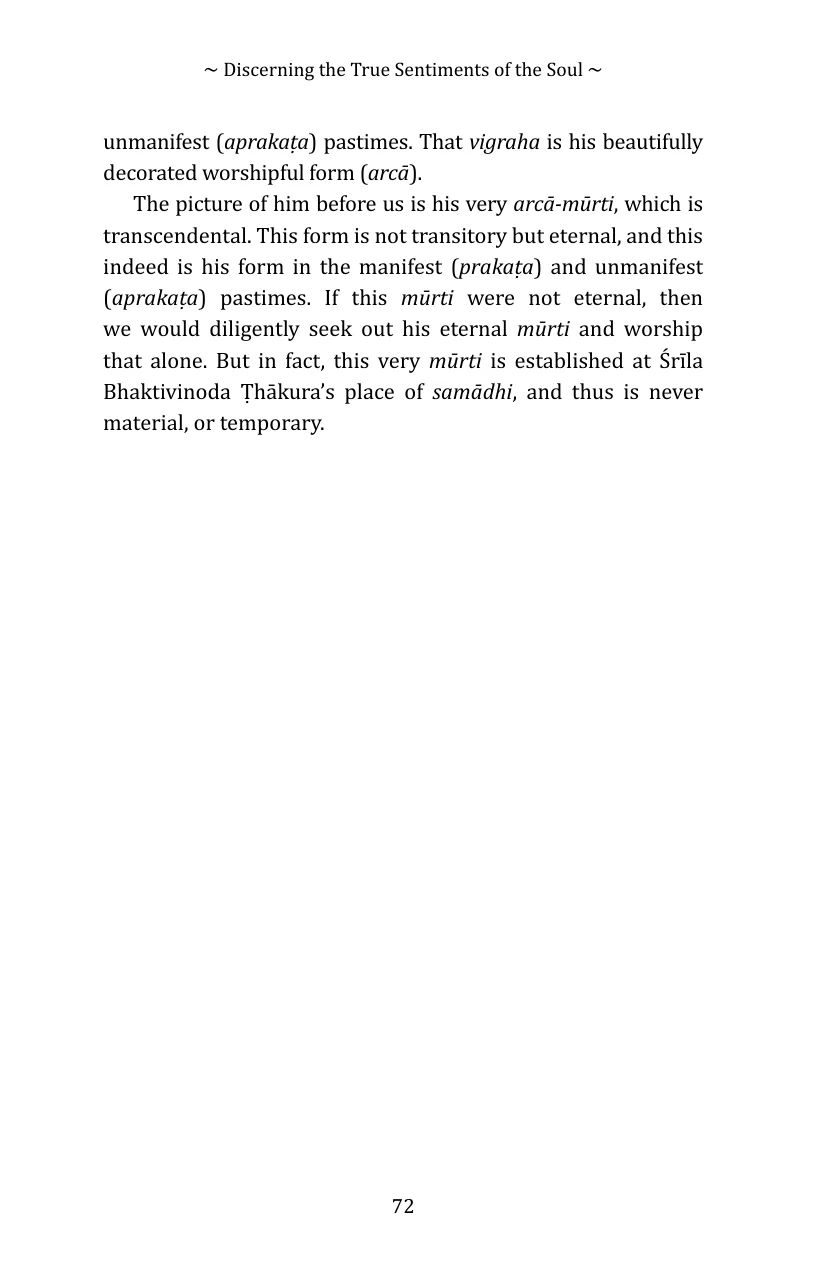 ~ Discerning the True Sentiments of the Soul ~
unmanifest (aprakaṭa) pastimes. That vigraha is his beautifully
decorated worshipful form (arcā).
The picture of him before us is his very arcā-mūrti, which is
transcendental. This form is not transitory but eternal, and this
indeed is his form in the manifest (prakaṭa) and unmanifest
(aprakaṭa) pastimes. If this mūrti were not eternal, then
we would diligently seek out his eternal mūrti and worship
that alone. But in fact, this very mūrti is established at Śrīla
Bhaktivinoda Ṭhākura’s place of samādhi, and thus is never
material, or temporary.
72